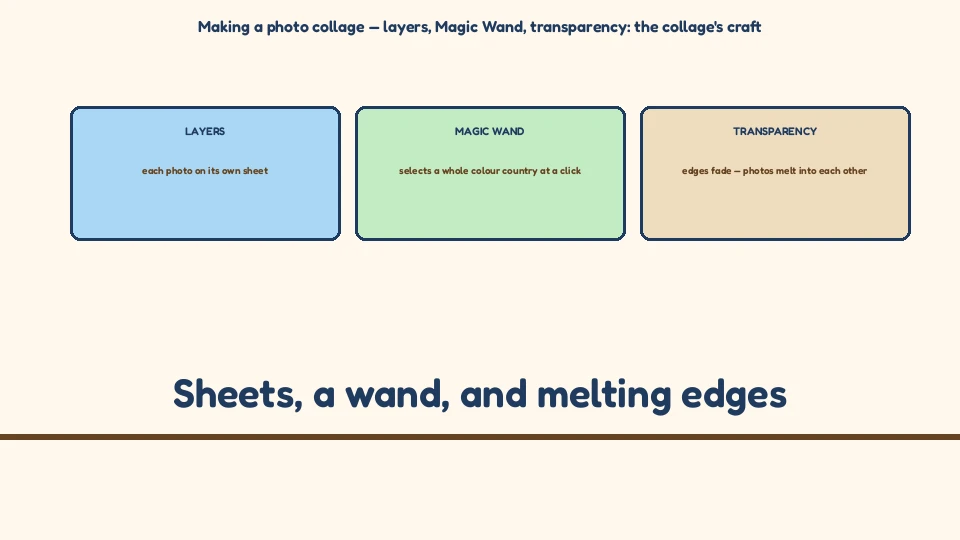 Making a photo collage — layers, Magic Wand, transparency: the collage's craft
LAYERS
each photo on its own sheet
MAGIC WAND
selects a whole colour country at a click
TRANSPARENCY
edges fade — photos melt into each other
Sheets, a wand, and melting edges